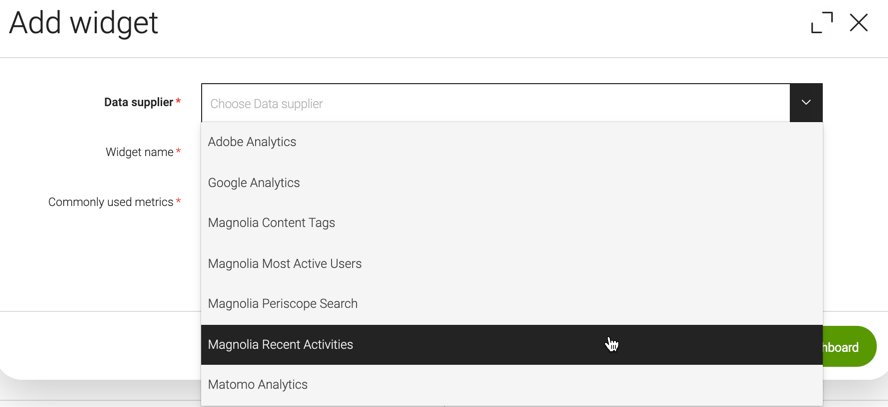 Add widget
Data supplier *
Choose Data supplier
Adobe Analytics
Widget name *
Google Analytics
Commonly used metrics *
Magnolia Content Tags
Magnolia Most Active Users
Magnolia Periscope Search
Magnolia Recent Activities
Matomo Analytics